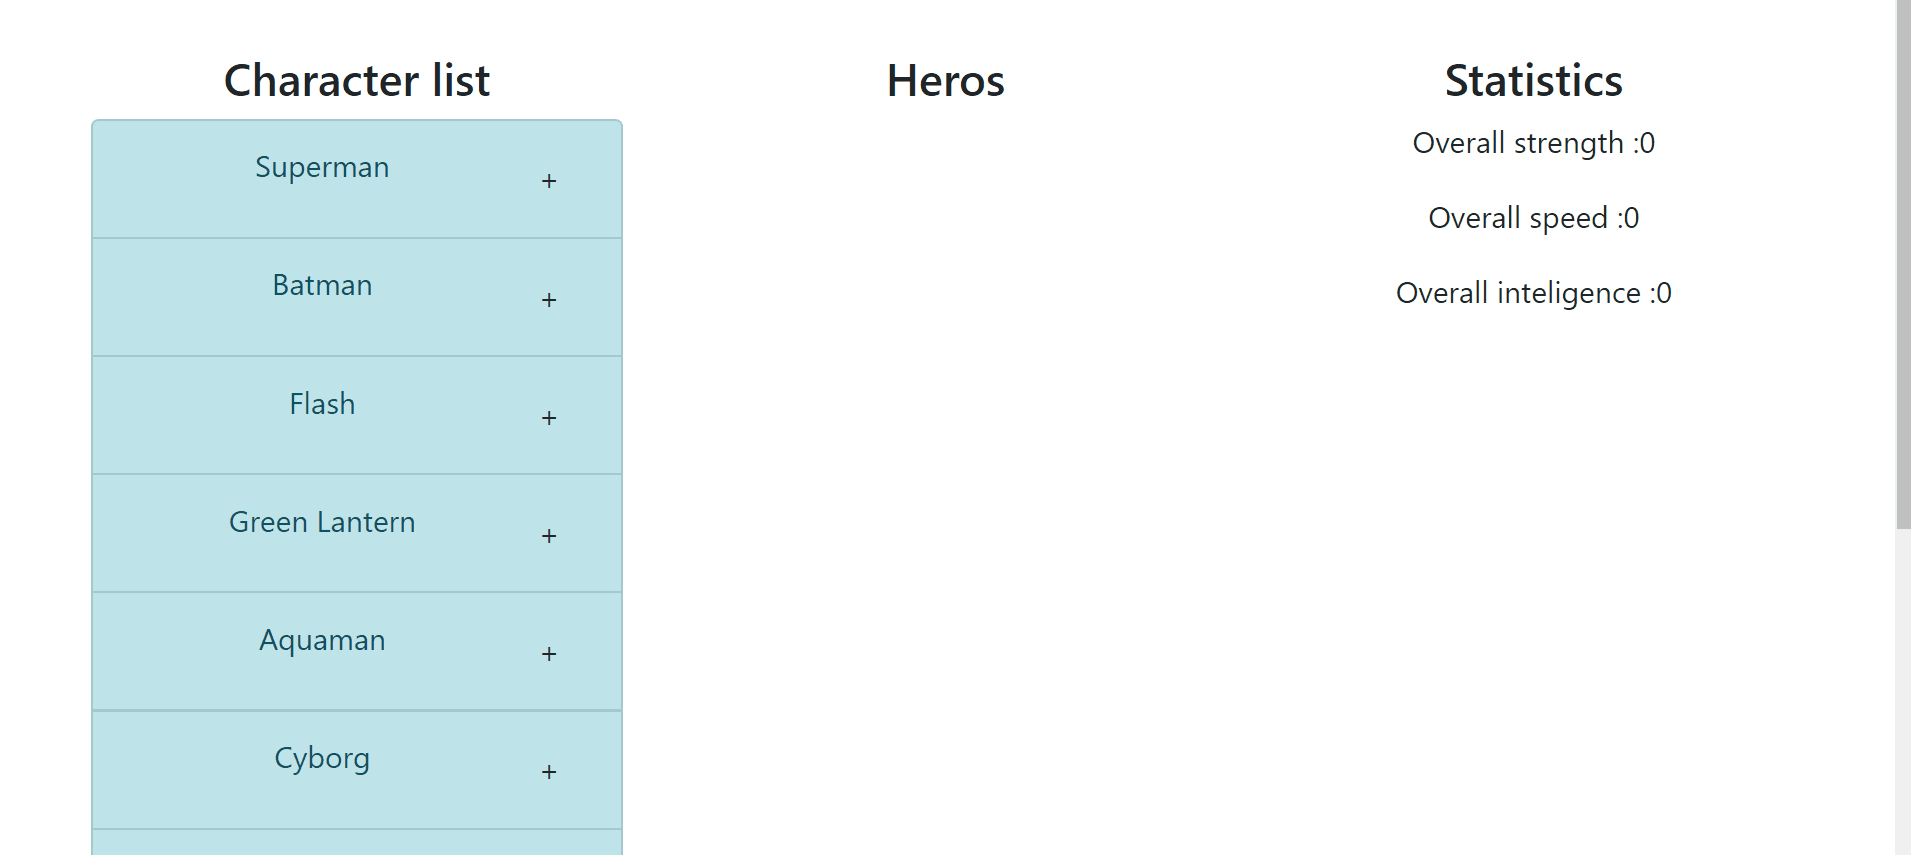 Character list
Superman
+
Batman
+
Flash
+
Green Lantern
+
Aquaman
+
Cyborg
+
Heros
Statistics
Overall strength :0
Overall speed :0
Overall inteligence :0